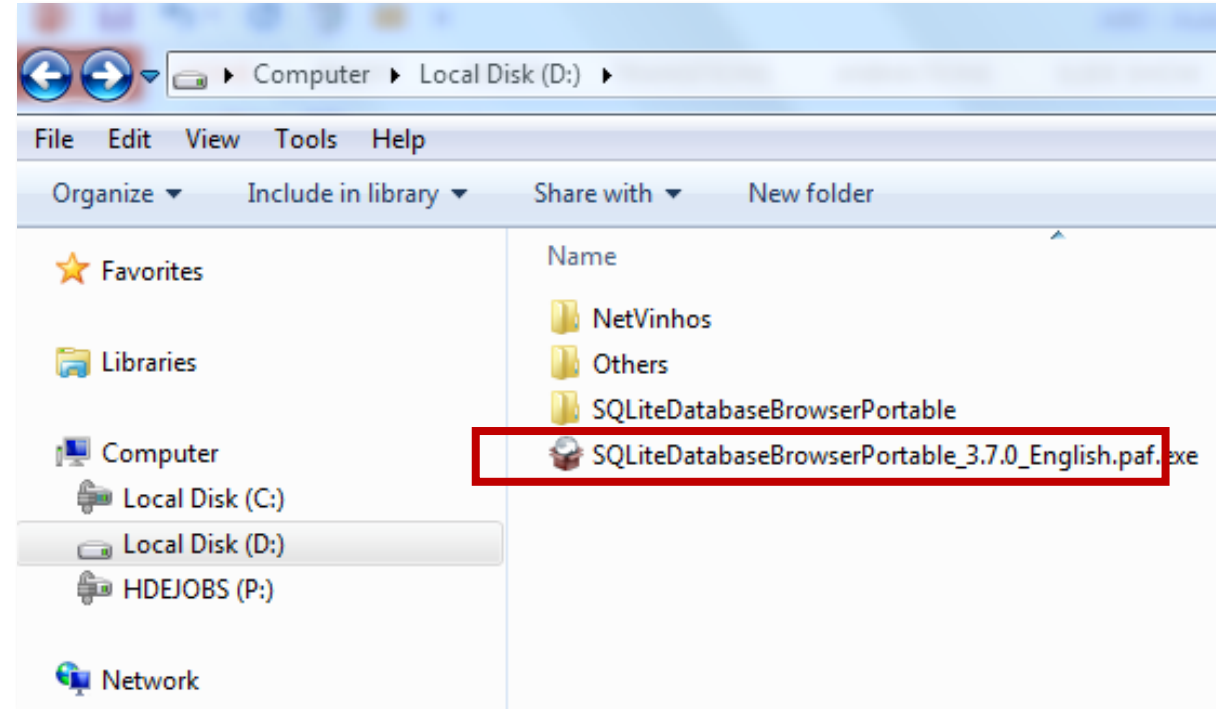 Computer Local Disk (D:)
File Edit View Tools Help
Organize Include in library Share with New folder
Favorites
Libraries
Computer
Local Disk (C:)
Local Disk (D:)
HDEJOBS (P:)
Network
Name
NetVinhos
Others
SQLiteDatabaseBrowserPortable
SQLiteDatabaseBrowserPortable_3.7.0_English.paf.exe